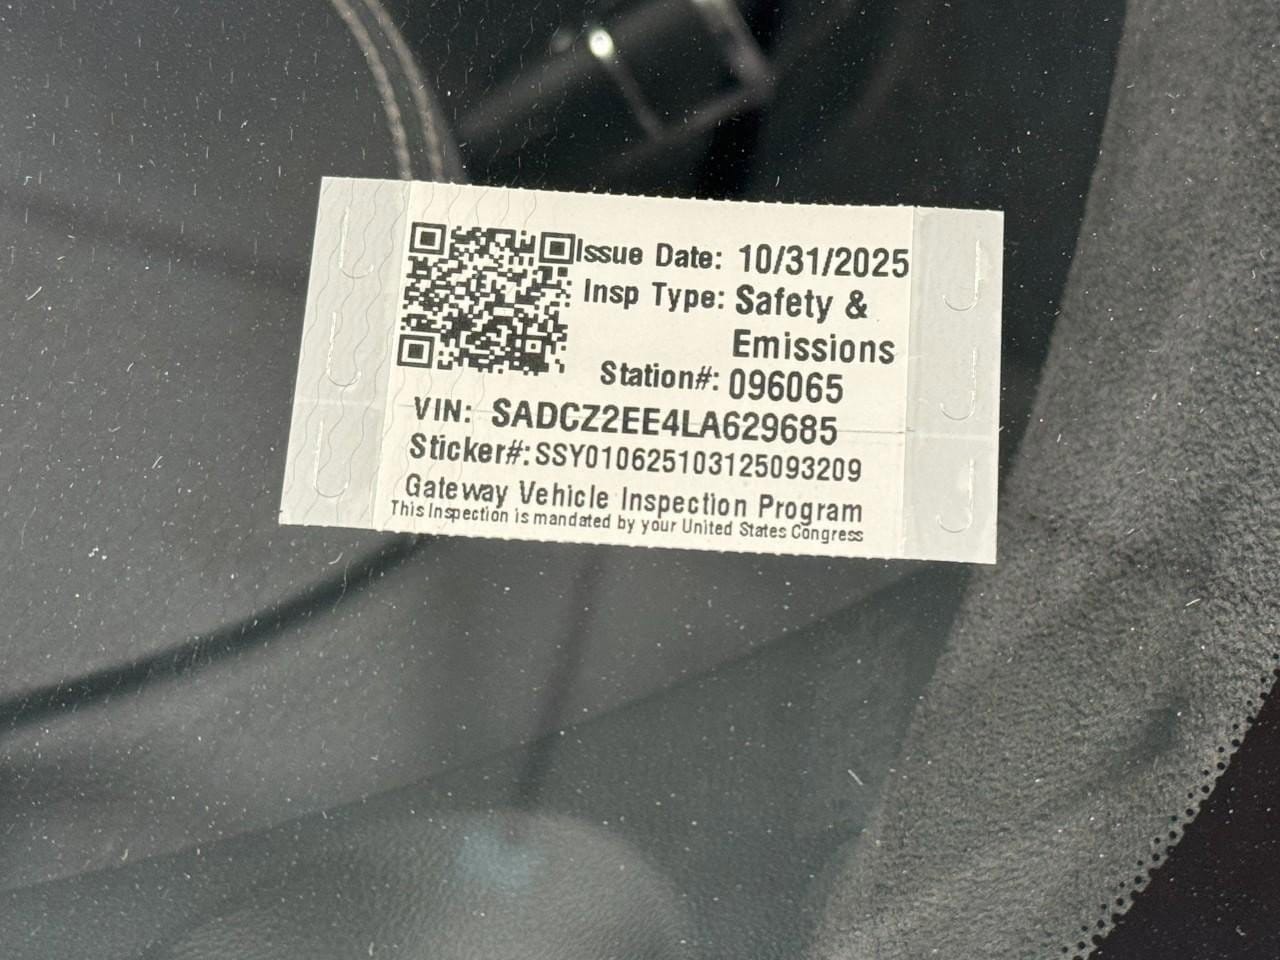 Issue Date: 10/31/2025
Insp Type: Safety &
Emissions
Station#: 096065
VIN: SADCZ2EE4LA629685
Sticker#: SSY010625103125093209
Gateway Vehicle Inspection Program
This Inspection is mandated by your United States Congress